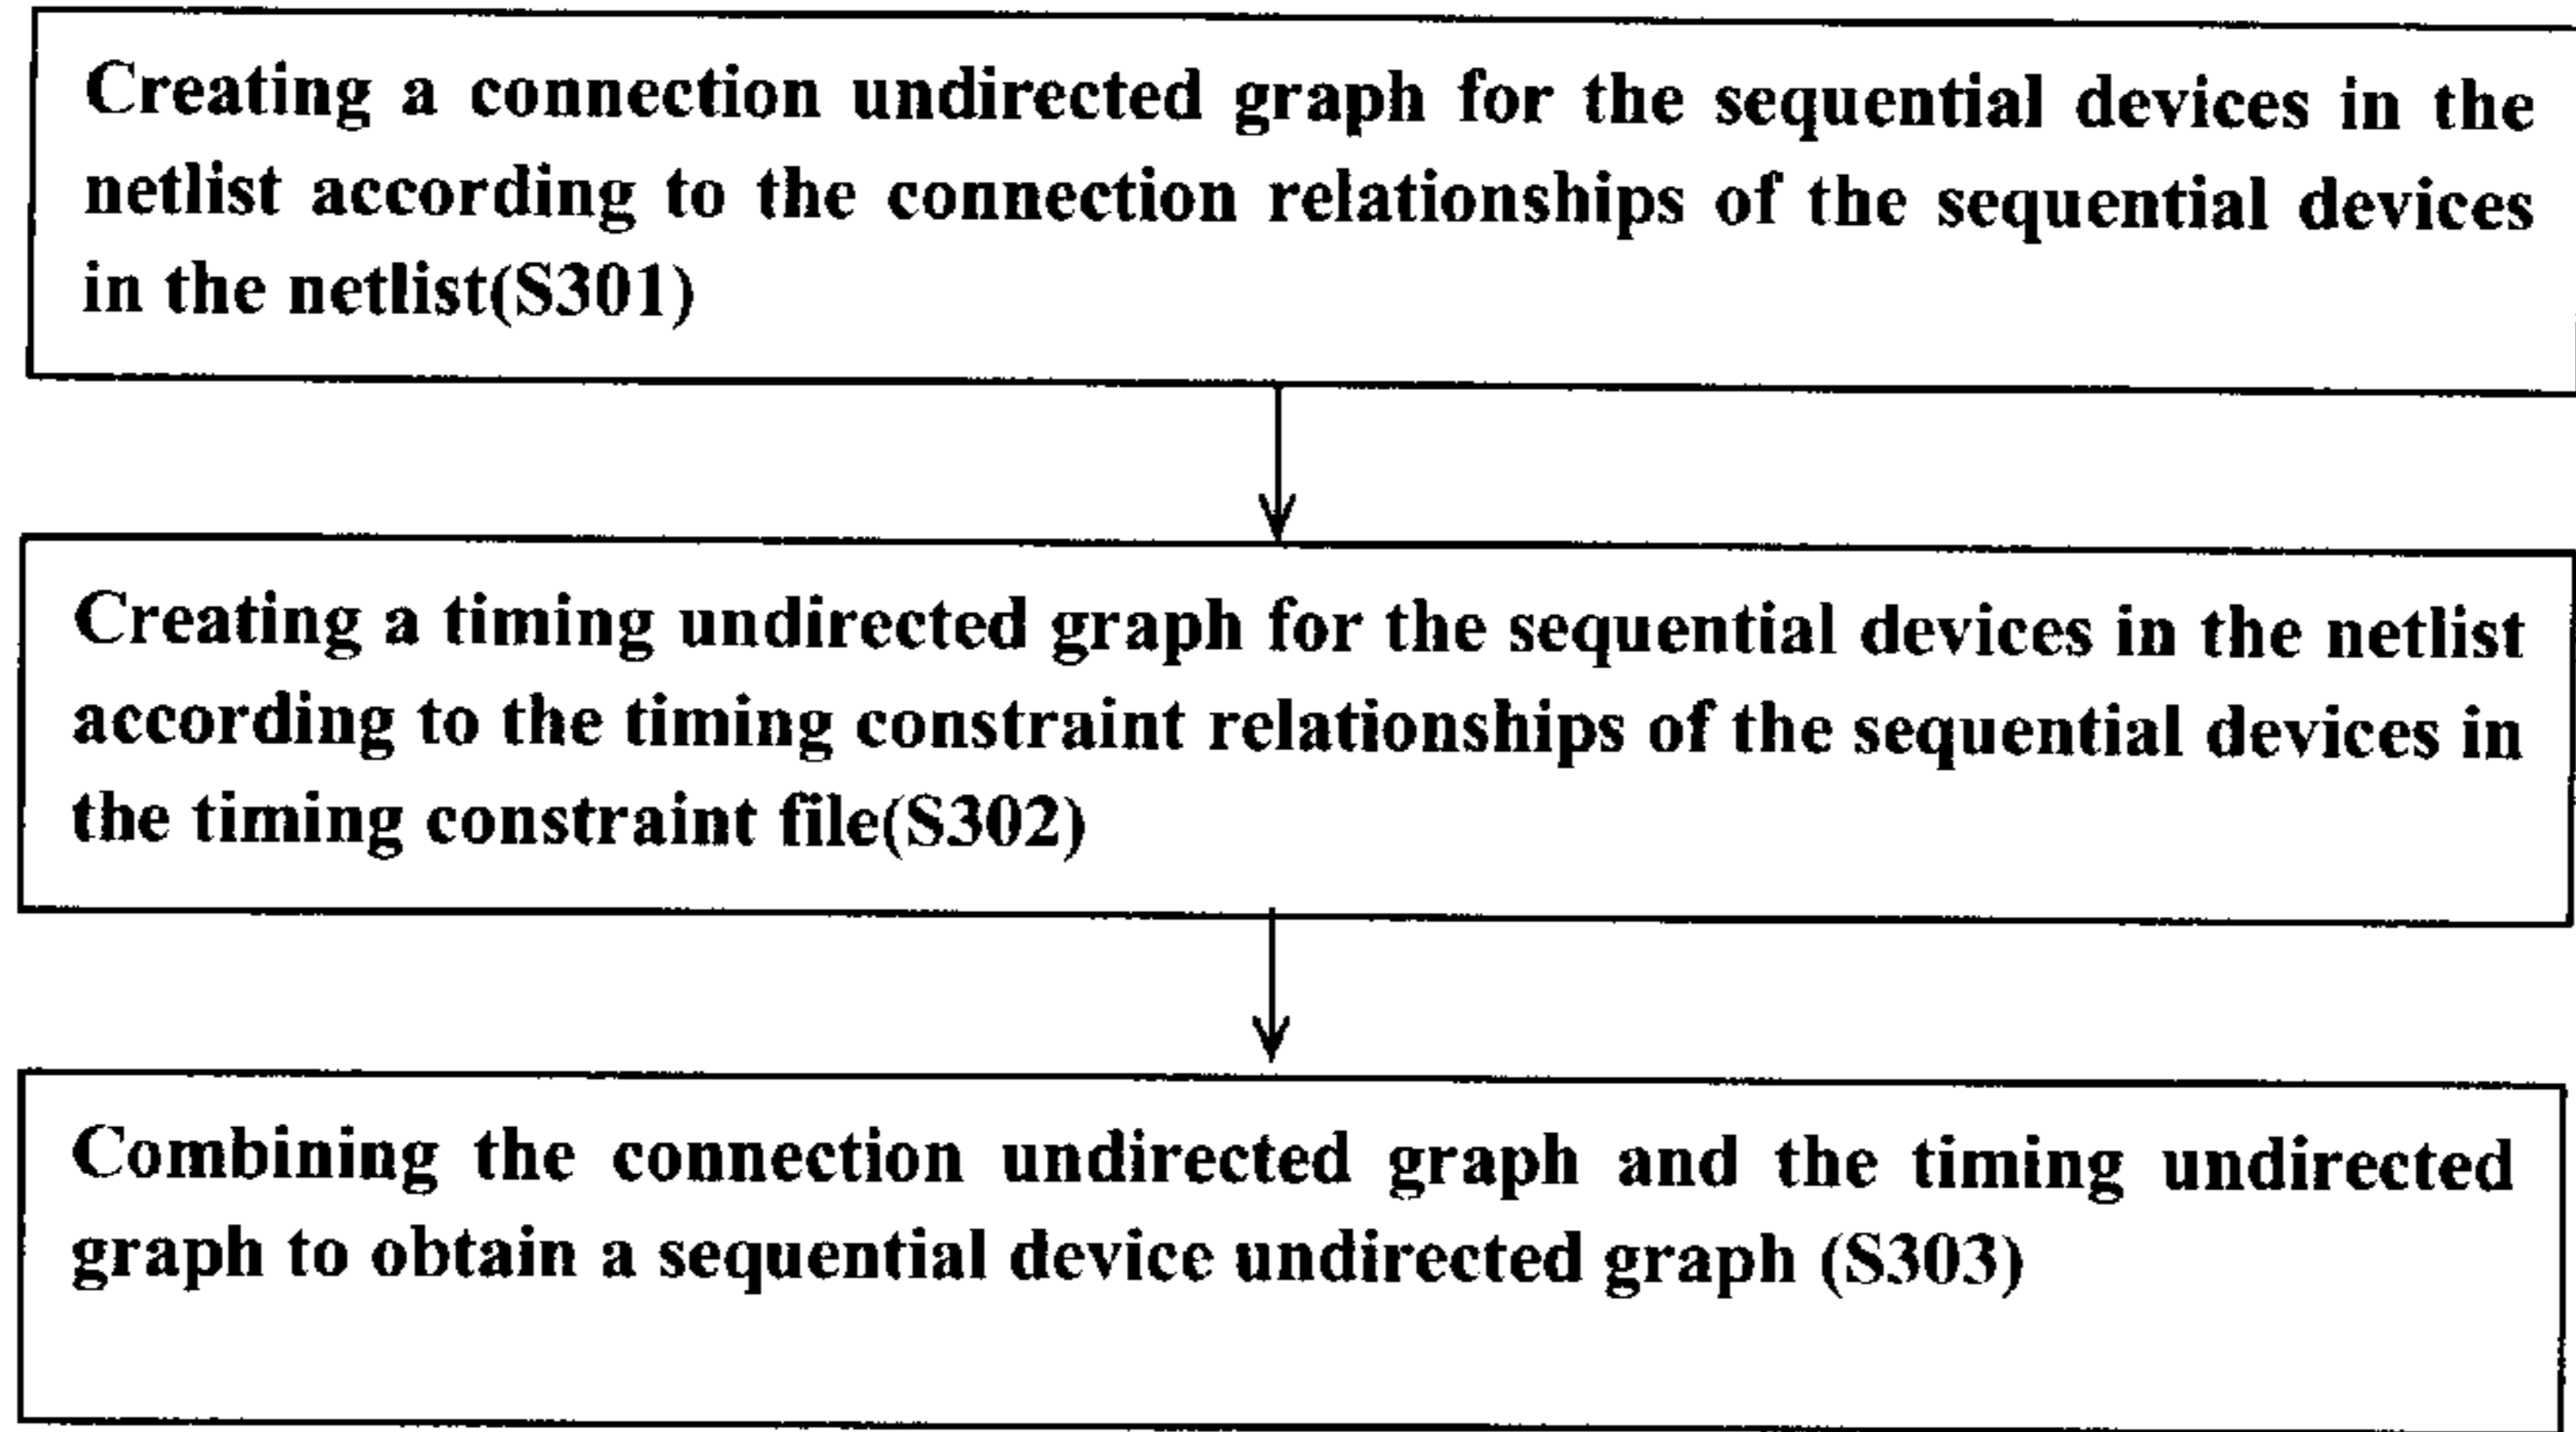 Creating a connection undirected graph for the sequential devices in the
netlist according to the connection relationships of the sequential devices
in the netlist(S301)
Creating a timing undirected graph for the sequential devices in the netlist
according to the timing constraint relationships of the sequential devices in
the timing constraint file(S302)
Combining the connection undirected graph and the timing undirected
graph to obtain a sequential device undirected graph (S303)